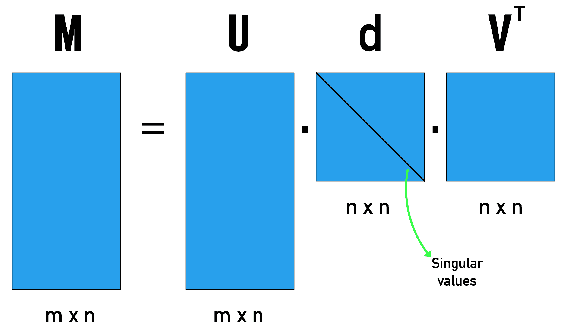 M U d V^T
= · ·
n x n n x n
Singular
values
m x n m x n